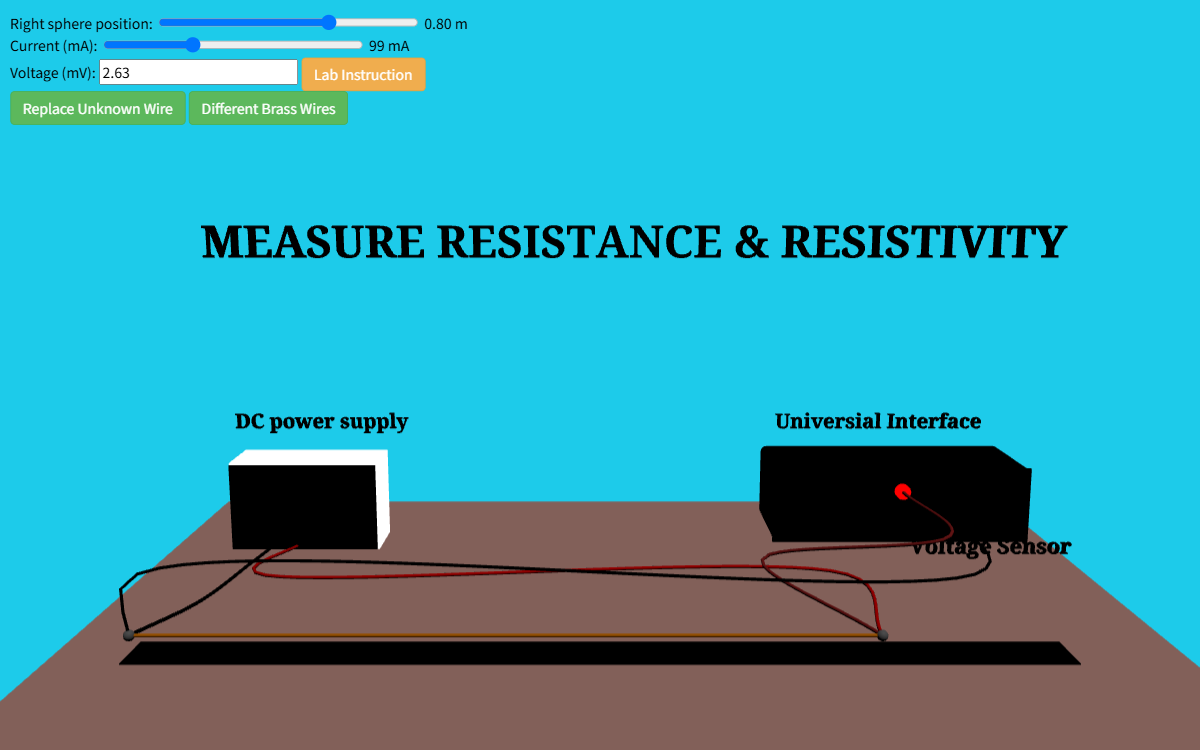 Right sphere position: 0.80 m
Current (mA): 99 mA
Voltage (mV): 2.63 Lab Instruction
Replace Unknown Wire Different Brass Wires
MEASURE RESISTANCE & RESISTIVITY
DC power supply Universial Interface
Voltage Sensor